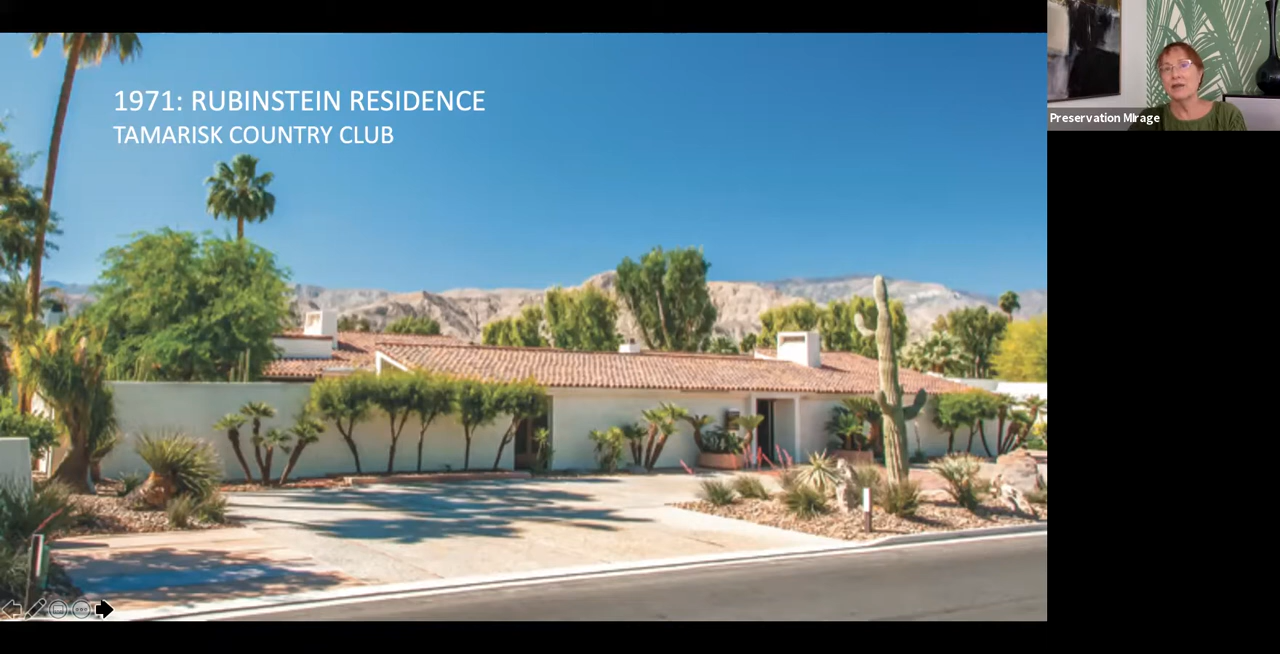 1971: RUBINSTEIN RESIDENCE
TAMARISK COUNTRY CLUB
Preservation MIrage